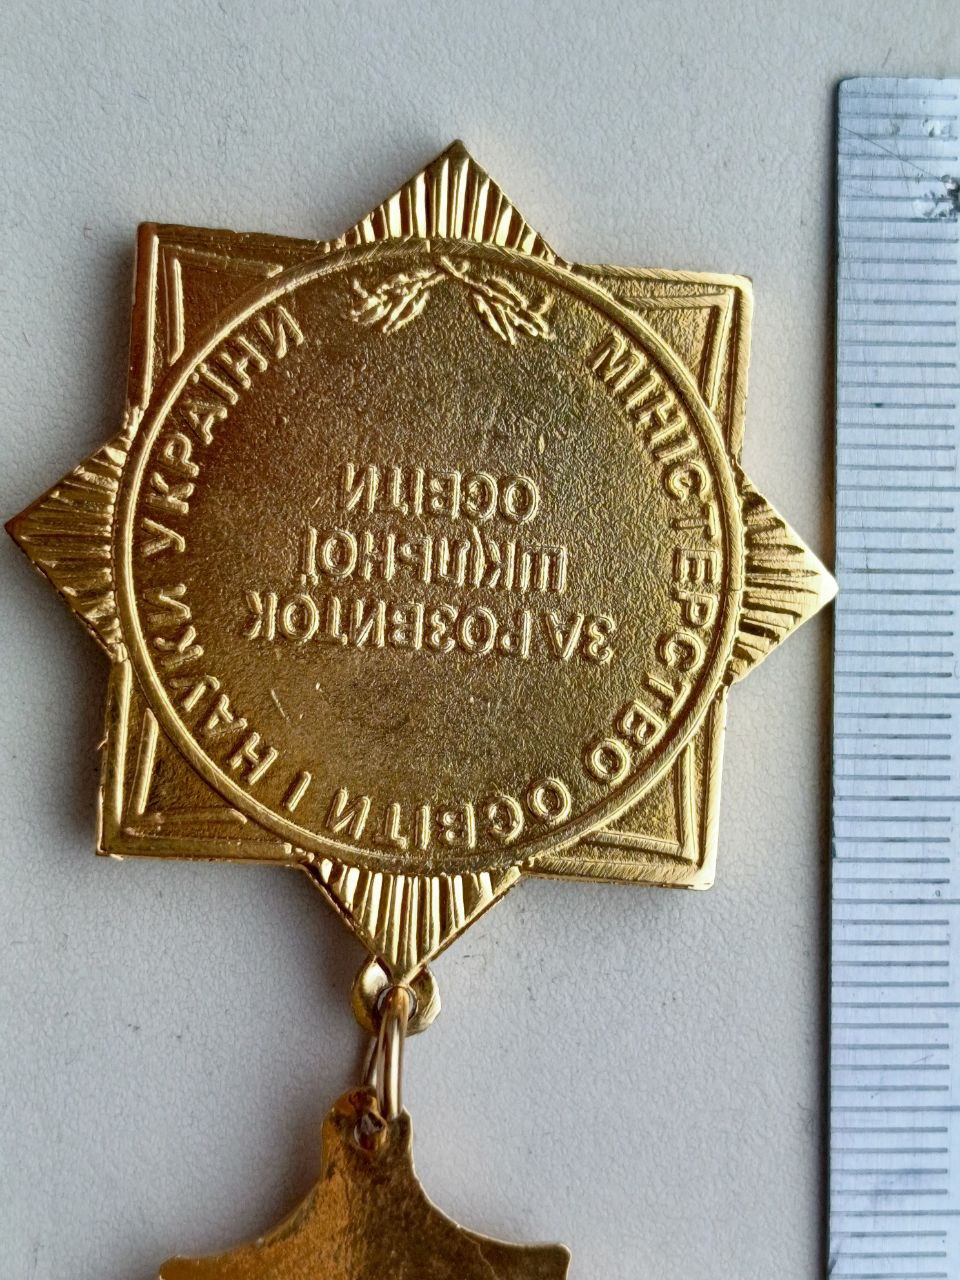 МІНІСТЕРСТВО ОСВІТИ І НАУКИ УКРАЇНИ
ЗА РОЗВИТОК
ШКІЛЬНОЇ
ОСВІТИ